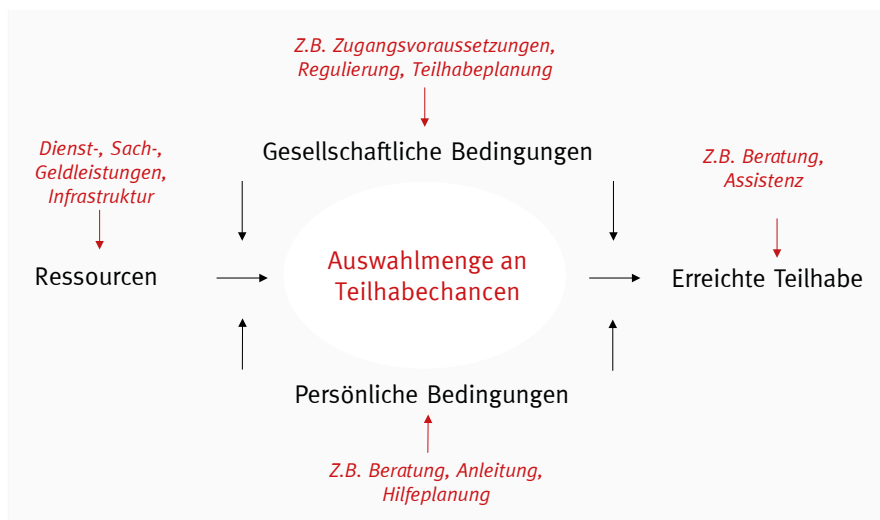 Z.B. Zugangsvoraussetzungen,
Regulierung, Teilhabeplanung
Dienst-, Sach-,
Geldleistungen,
Infrastruktur
Gesellschaftliche Bedingungen
Z.B. Beratung,
Assistenz
Ressourcen
Auswahlmenge an
Teilhabechancen
Erreichte Teilhabe
Persönliche Bedingungen
Z.B. Beratung, Anleitung,
Hilfeplanung